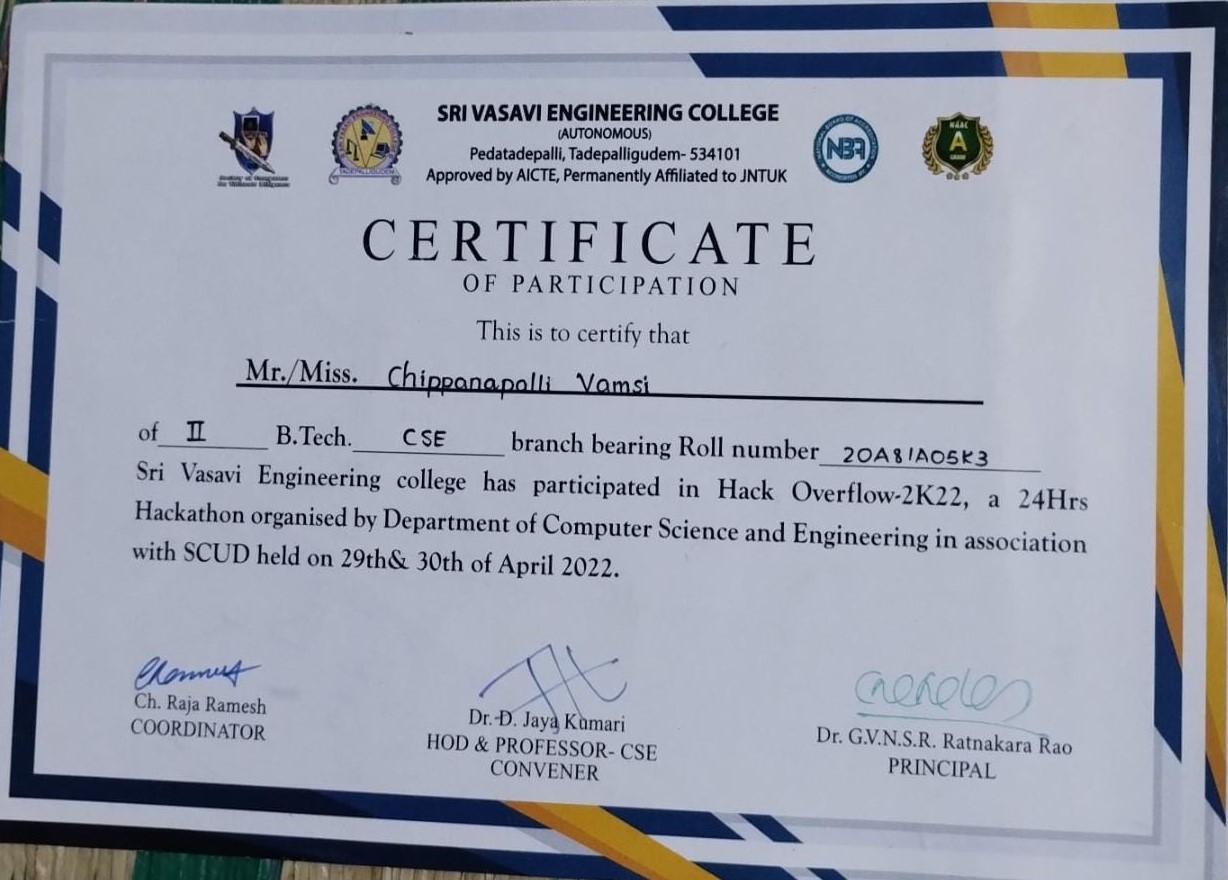 SRI VASAVI ENGINEERING COLLEGE
(AUTONOMOUS)
Pedatadepalli, Tadepalligudem- 534101
Approved by AICTE, Permanently Affiliated to JNTUK
TADEPALLIGUDEM
NBA
NAAC
A
GRADE
CERTIFICATE
OF PARTICIPATION
This is to certify that
Mr./Miss. Chippanapalli Vamsi
of II B.Tech. CSE branch bearing Roll number 20A81A05K3
Sri Vasavi Engineering college has participated in Hack Overflow-2K22, a 24Hrs
Hackathon organised by Department of Computer Science and Engineering in association
with SCUD held on 29th& 30th of April 2022.
Ch. Raja Ramesh
COORDINATOR
Dr. D. Jaya Kumari
HOD & PROFESSOR- CSE
CONVENER
Dr. G.V.N.S.R. Ratnakara Rao
PRINCIPAL